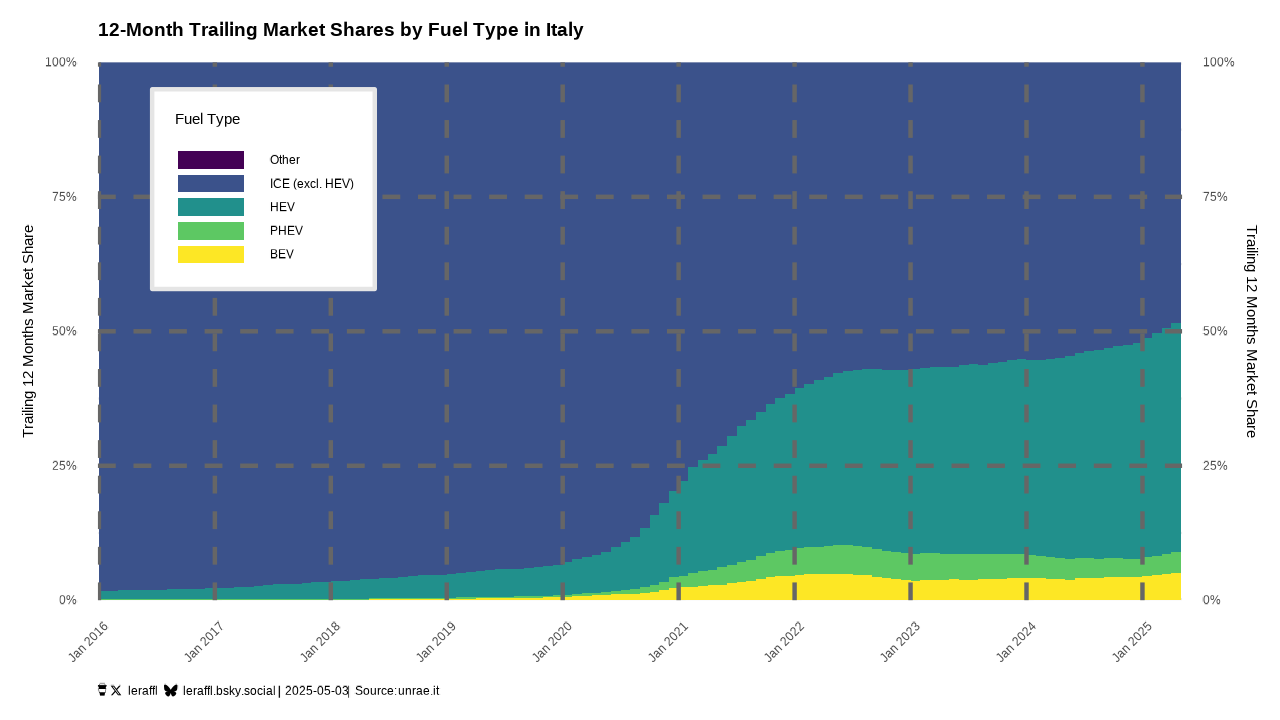 12-Month Trailing Market Shares by Fuel Type in Italy
100%
75%
50%
25%
0%
100%
75%
50%
25%
0%
Trailing 12 Months Market Share
Trailing 12 Months Market Share
Fuel Type
Other
ICE (excl. HEV)
HEV
PHEV
BEV
Jan 2016
Jan 2017
Jan 2018
Jan 2019
Jan 2020
Jan 2021
Jan 2022
Jan 2023
Jan 2024
Jan 2025
leraffl leraffl.bsky.social | 2025-05-03 | Source: unrae.it